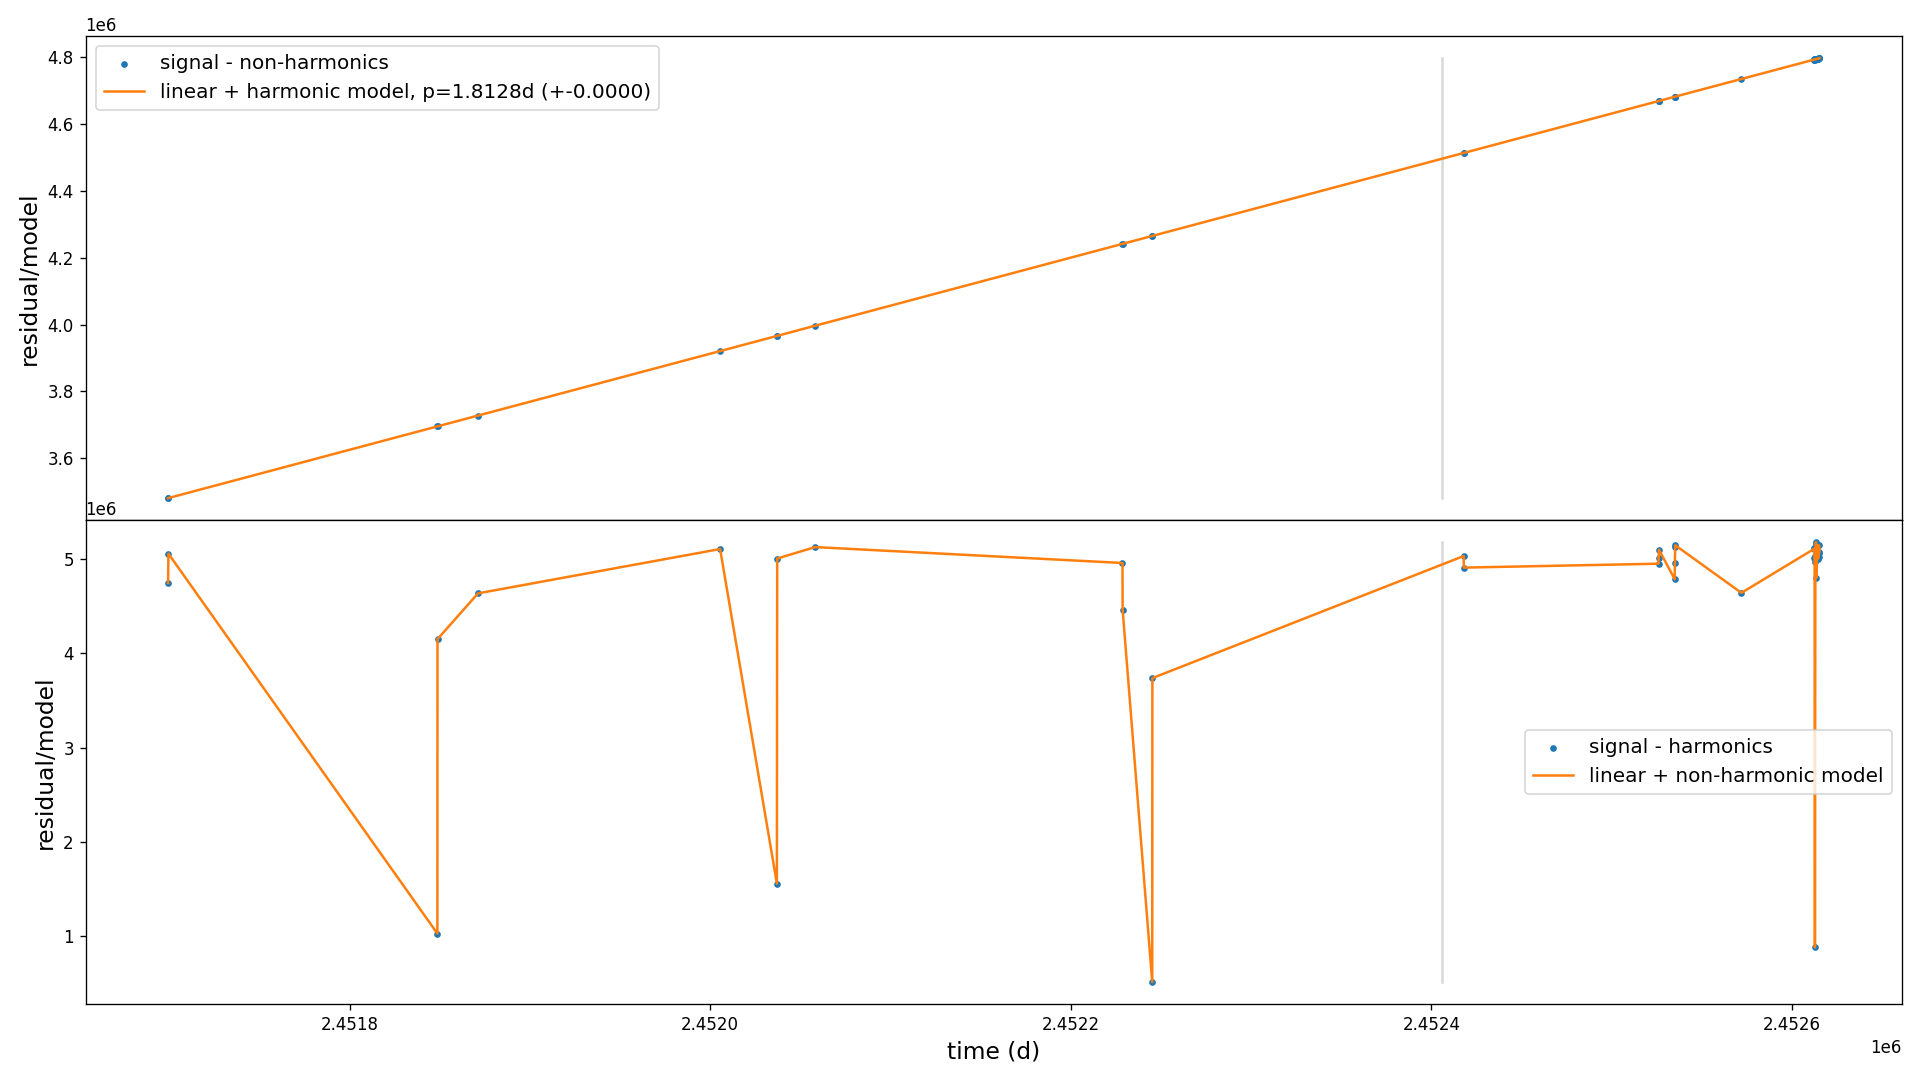 1e6
4.8
4.6
4.4
4.2
4.0
3.8
3.6
residual/model
signal - non-harmonics
linear + harmonic model, p=1.8128d (+-0.0000)
1e6
5
4
3
2
1
residual/model
signal - harmonics
linear + non-harmonic model
2.4518
2.4520
2.4522
2.4524
2.4526
time (d)
1e6